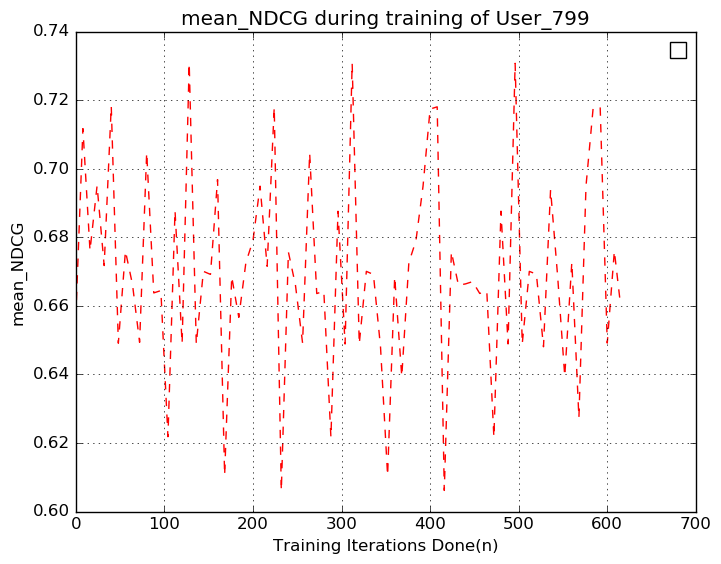 mean_NDCG during training of User_799
0.74
0.72
0.70
0.68
0.66
0.64
0.62
0.60
mean_NDCG
0 100 200 300 400 500 600 700
Training Iterations Done(n)